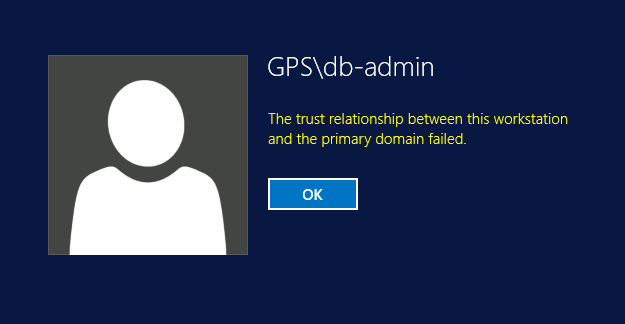 GPS\db-admin
The trust relationship between this workstation
and the primary domain failed.
OK